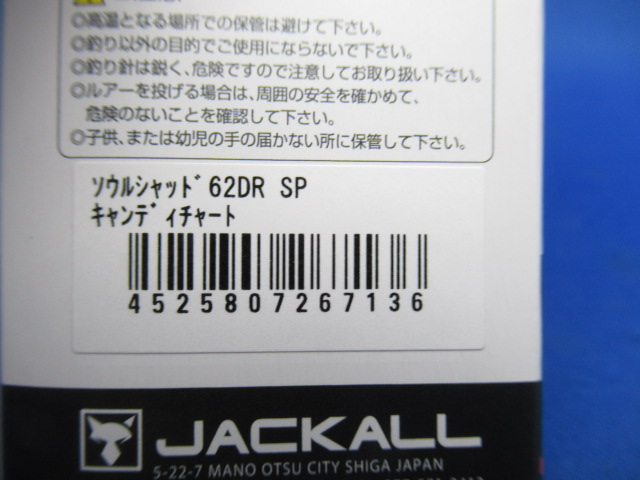 ◎高温となる場所での保管は避けて下さい。
◎釣り以外の目的でご使用にならないで下さい。
◎釣り針は鋭く、危険ですので注意してお取り扱い下さい。
◎ルアーを投げる場合は、周囲の安全を確かめて、
危険のないことを確認して下さい。
◎子供、または幼児の手の届かない所に保管して下さい。
ソウルシャッド 62DR SP
キャンディチャート
4525807267136
JACKALL
5-22-7 MANO OTSU CITY SHIGA JAPAN